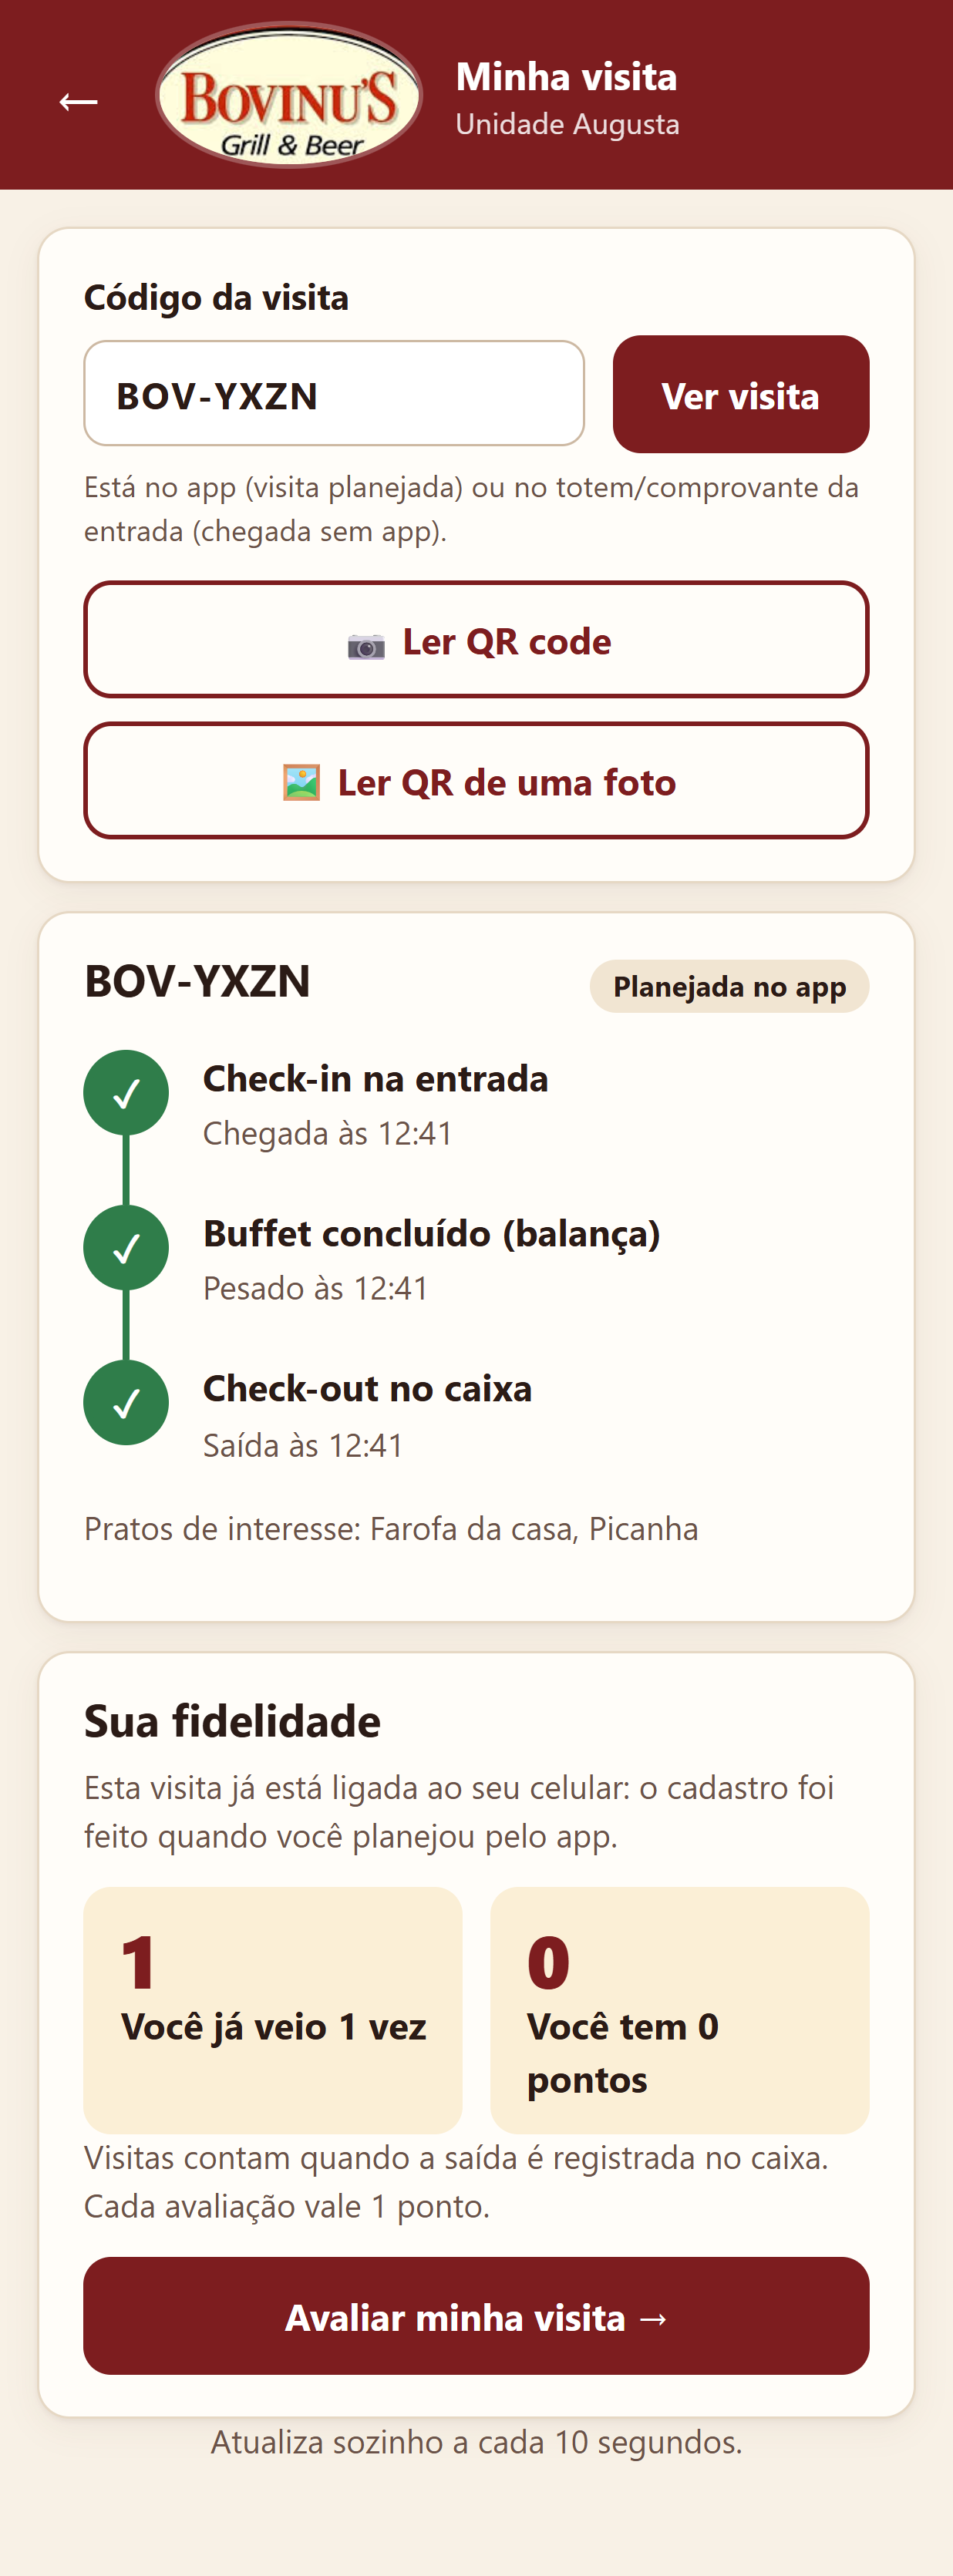 ←
BOVINU'S
Grill & Beer
Minha visita
Unidade Augusta
Código da visita
BOV-YXZN
Ver visita
Está no app (visita planejada) ou no totem/comprovante da
entrada (chegada sem app).
Ler QR code
Ler QR de uma foto
BOV-YXZN
Planejada no app
✓
Check-in na entrada
Chegada às 12:41
✓
Buffet concluído (balança)
Pesado às 12:41
✓
Check-out no caixa
Saída às 12:41
Pratos de interesse: Farofa da casa, Picanha
Sua fidelidade
Esta visita já está ligada ao seu celular: o cadastro foi
feito quando você planejou pelo app.
1
Você já veio 1 vez
0
Você tem 0
pontos
Visitas contam quando a saída é registrada no caixa.
Cada avaliação vale 1 ponto.
Avaliar minha visita →
Atualiza sozinho a cada 10 segundos.